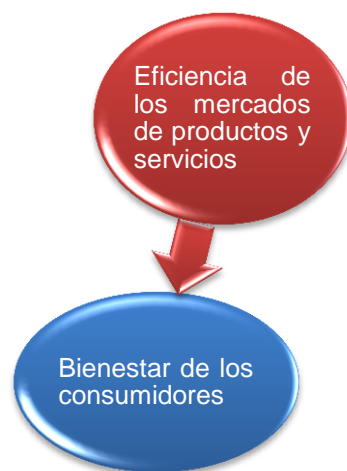 Eficiencia de
los mercados
de productos y
servicios
Bienestar de los
consumidores